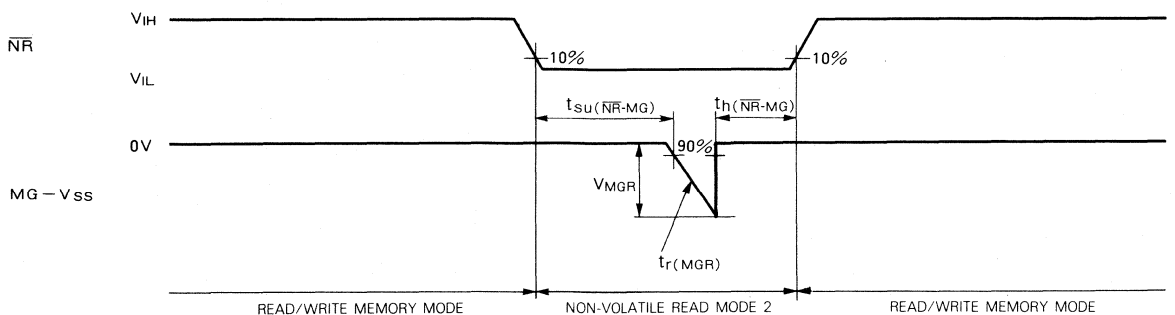 VIH
NR
10%
10%
VIL
tsu(NR-MG)
th(NR-MG)
0V
90%
VMGR
MG-VSS
tr(MGR)
READ/WRITE MEMORY MODE
NON-VOLATILE READ MODE 2
READ/WRITE MEMORY MODE